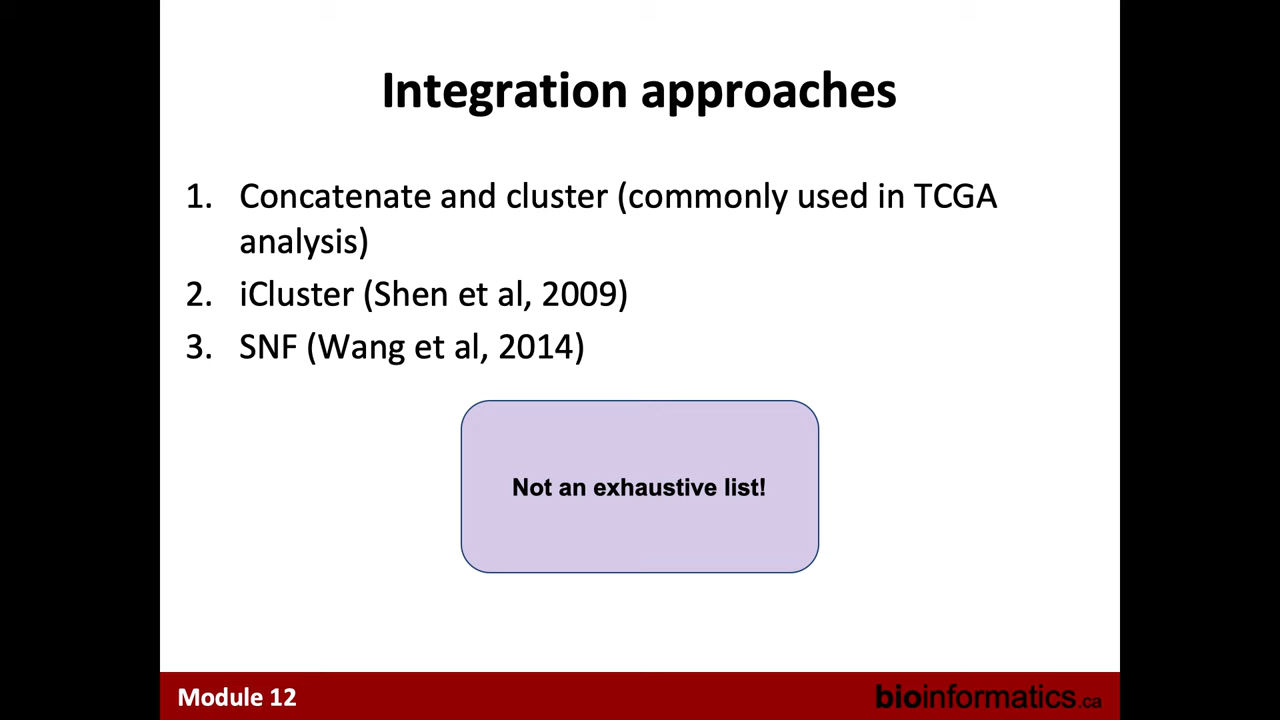 Integration approaches
1. Concatenate and cluster (commonly used in TCGA
analysis)
2. iCluster (Shen et al, 2009)
3. SNF (Wang et al, 2014)
Not an exhaustive list!
Module 12
bioinformatics.ca